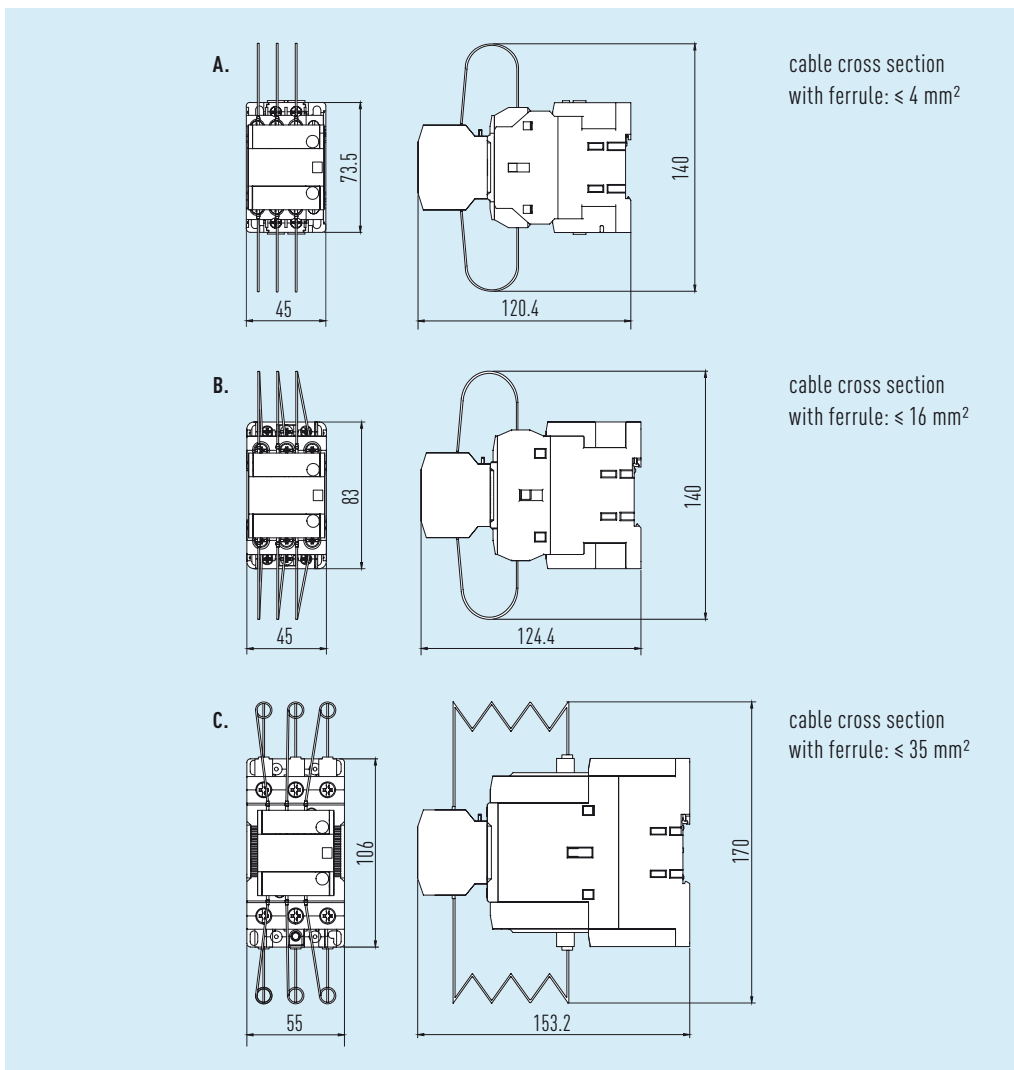 A.
cable cross section
with ferrule: ≤ 4 mm²
73.5
140
45
120.4
B.
cable cross section
with ferrule: ≤ 16 mm²
83
140
45
124.4
C.
cable cross section
with ferrule: ≤ 35 mm²
106
170
55
153.2